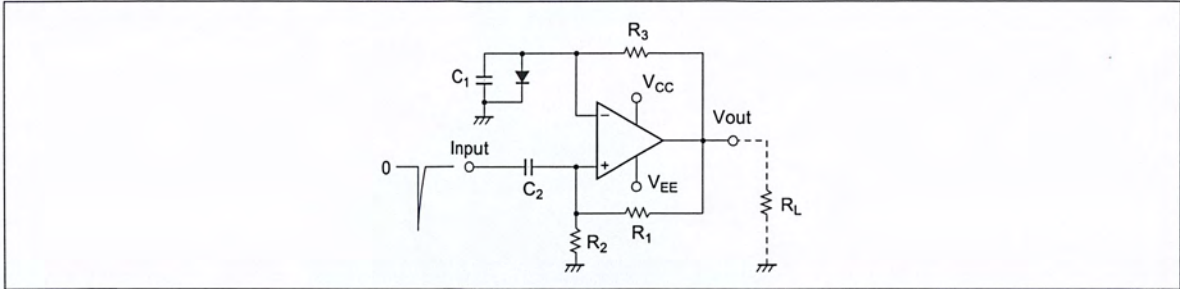 R3
C1
VCC
Vout
−
Input
0
+
C2
VEE
RL
R1
R2